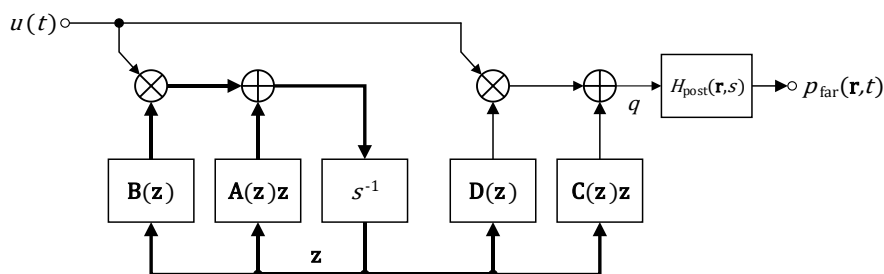 u(t)
q
H_post(r,s)
p_far(r,t)
B(z)
A(z)z
s^-1
D(z)
C(z)z
z